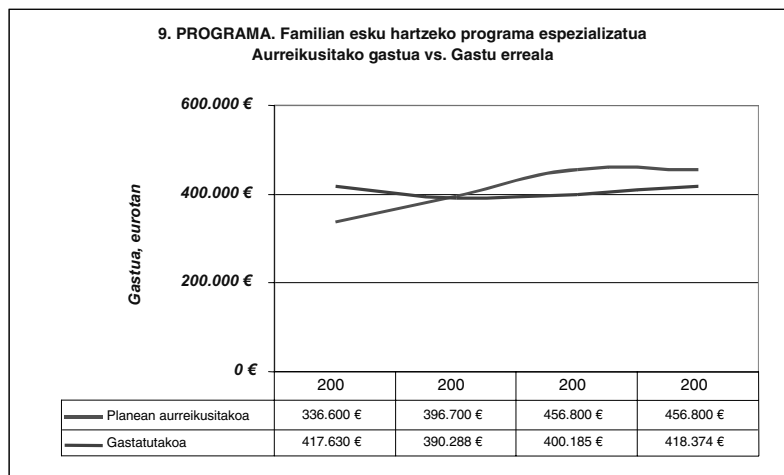 9. PROGRAMA. Familian esku hartzeko programa espezializatua
Aurreikusitako gastua vs. Gastu erreala
600.000 €
400.000 €
200.000 €
0 €
Gastua, eurotan
200 200 200 200
Planean aurreikusitakoa 336.600 € 396.700 € 456.800 € 456.800 €
Gastatutakoa 417.630 € 390.288 € 400.185 € 418.374 €